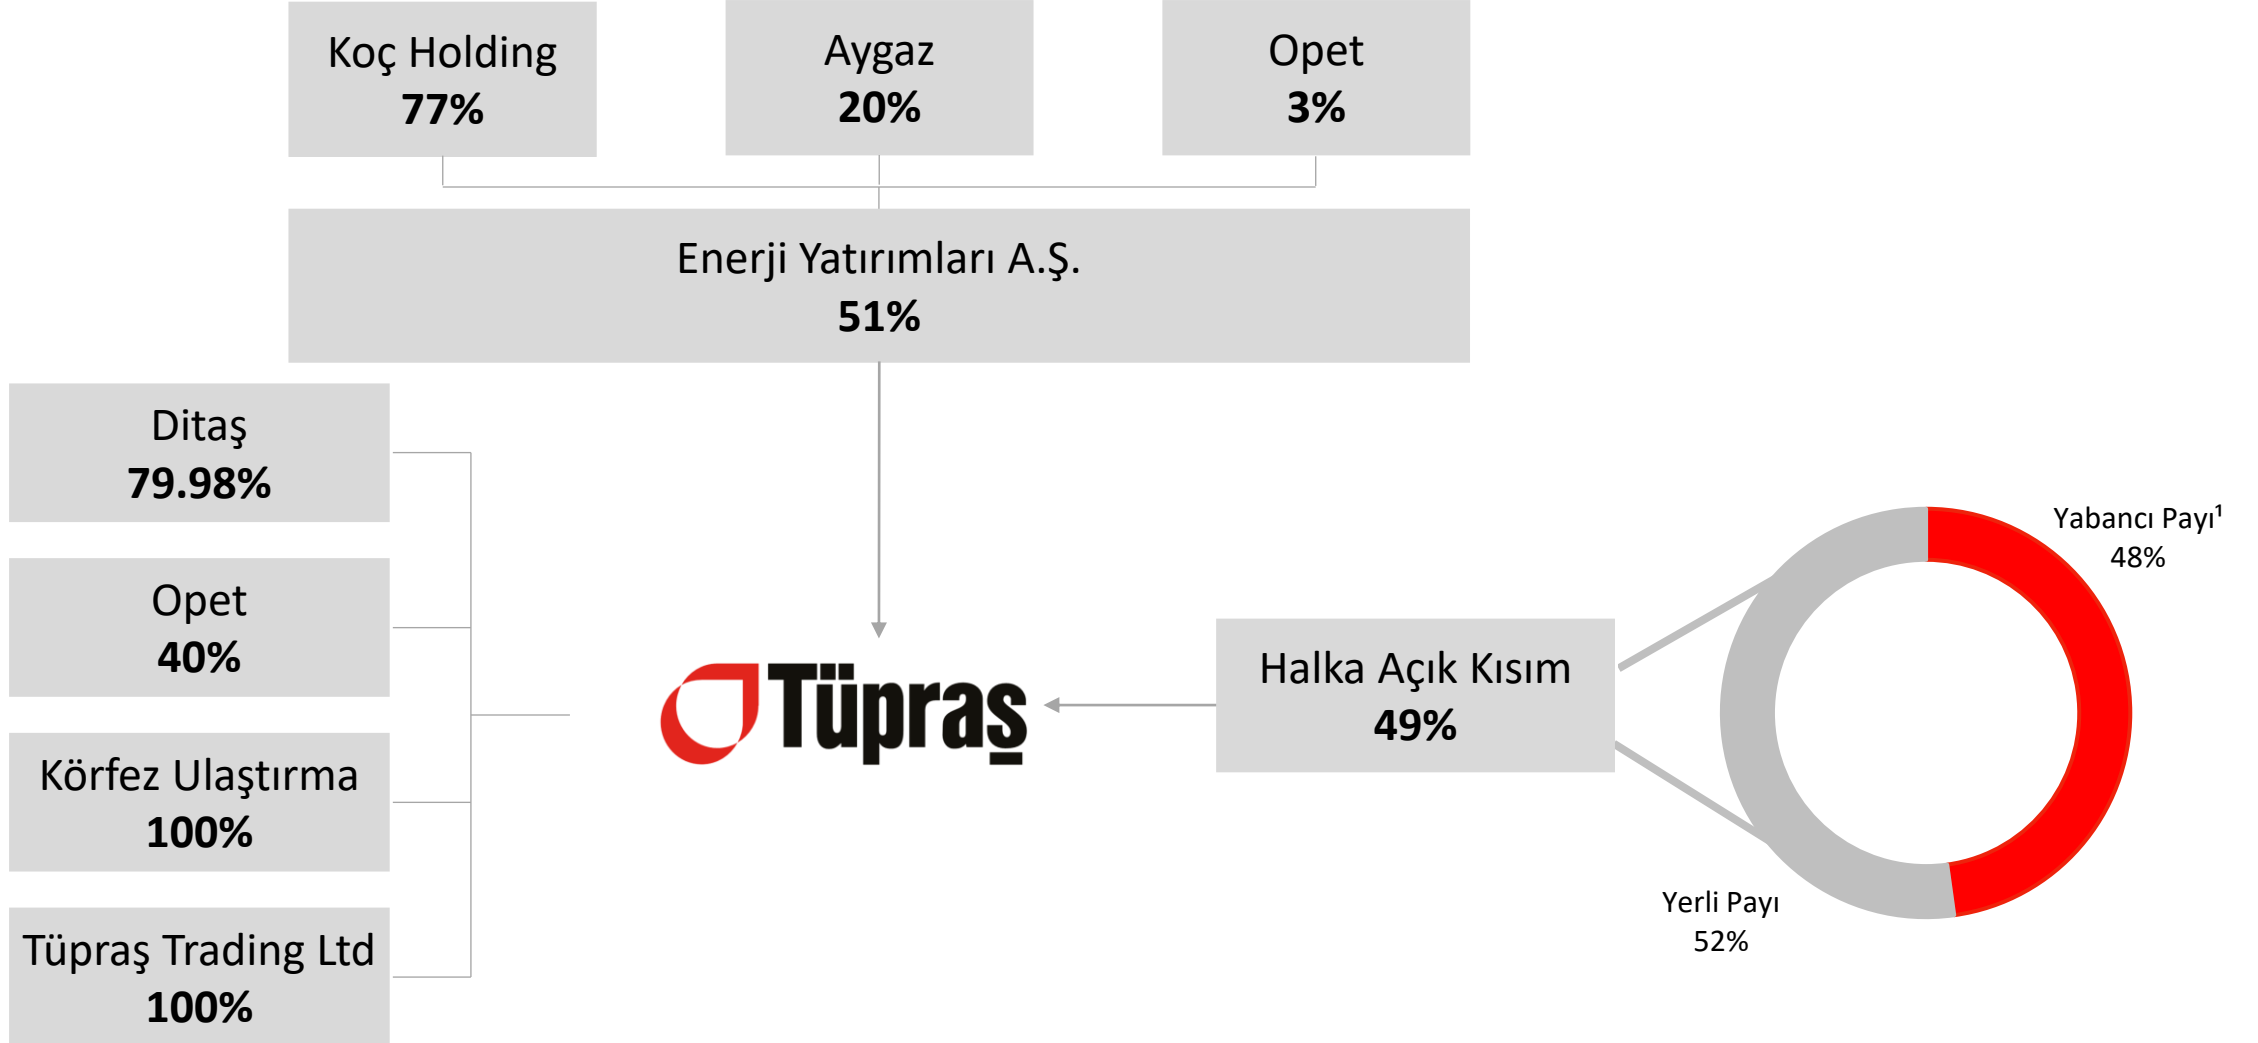 Koç Holding
77%
Aygaz
20%
Opet
3%
Enerji Yatırımları A.Ş.
51%
Ditaş
79.98%
Opet
40%
Körfez Ulaştırma
100%
Tüpraş Trading Ltd
100%
Tüpraş
Halka Açık Kısım
49%
Yabancı Payı¹
48%
Yerli Payı
52%